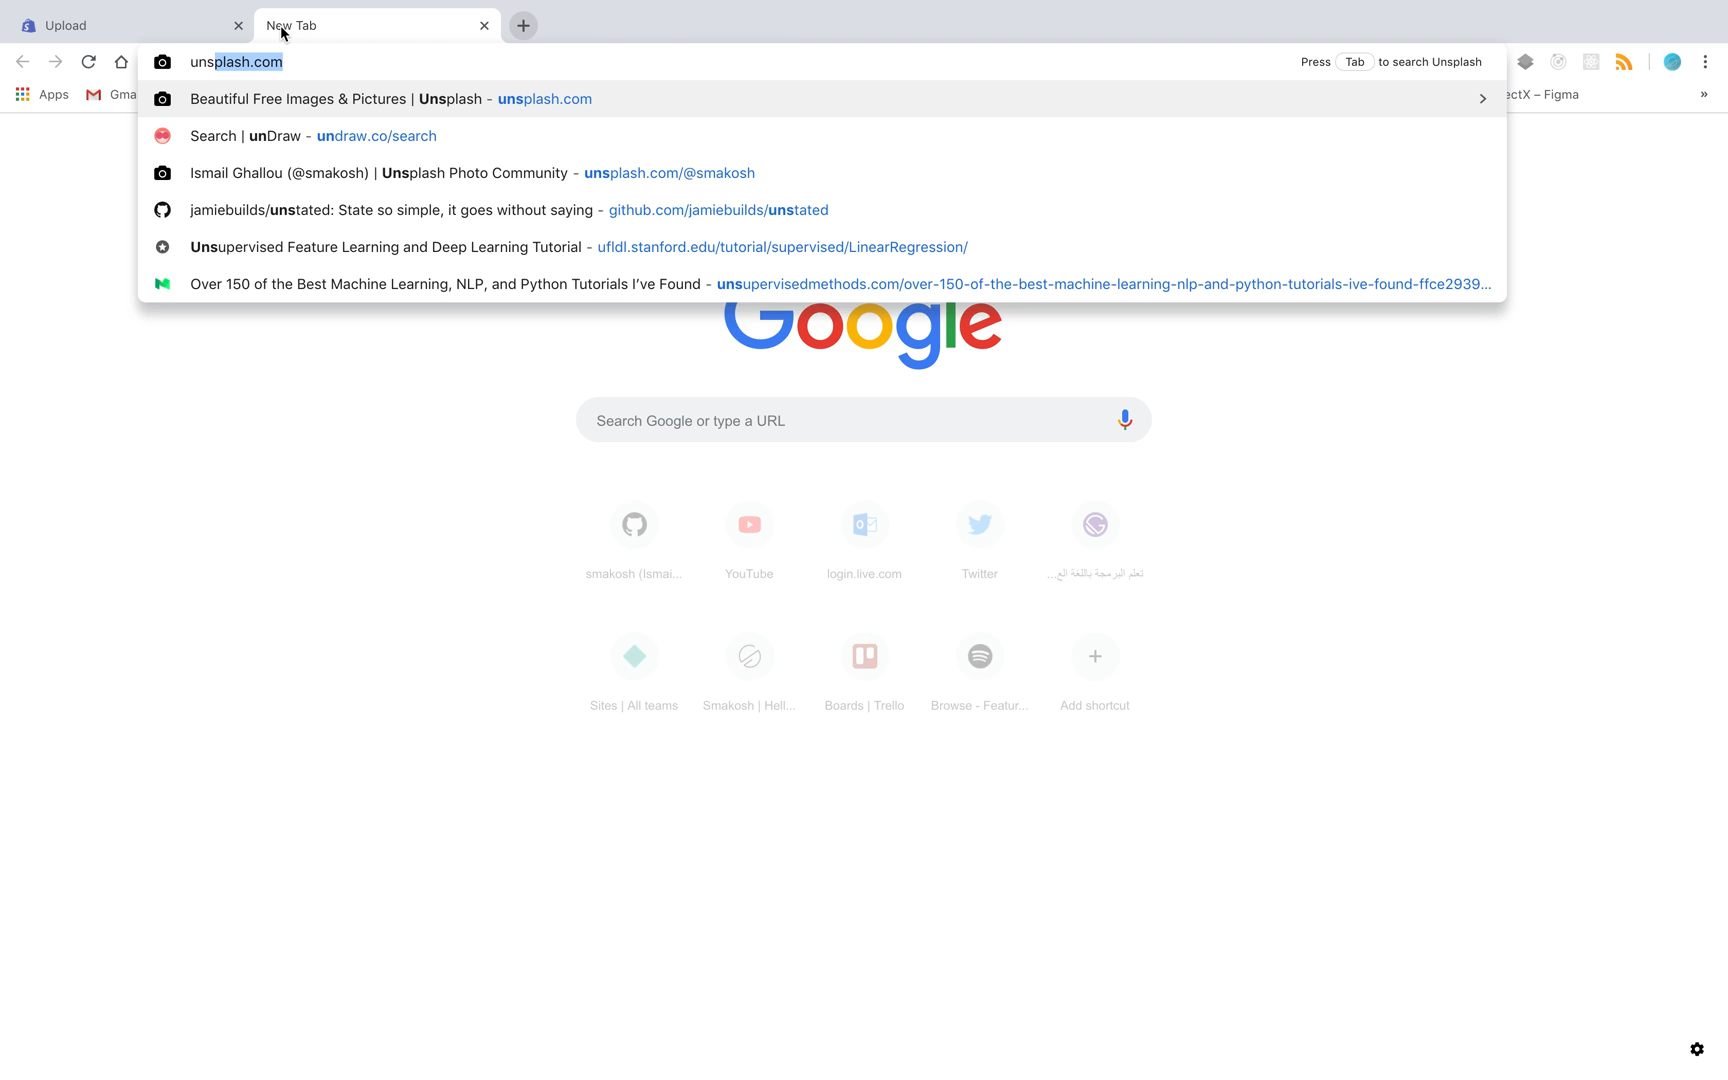 Upload
New Tab
unsplash.com
Press Tab to search Unsplash
Apps
Gma
Beautiful Free Images & Pictures | Unsplash - unsplash.com
ectX – Figma
»
Search | unDraw - undraw.co/search
Ismail Ghallou (@smakosh) | Unsplash Photo Community - unsplash.com/@smakosh
jamiebuilds/unstated: State so simple, it goes without saying - github.com/jamiebuilds/unstated
Unsupervised Feature Learning and Deep Learning Tutorial - ufldl.stanford.edu/tutorial/supervised/LinearRegression/
Over 150 of the Best Machine Learning, NLP, and Python Tutorials I've Found - unsupervisedmethods.com/over-150-of-the-best-machine-learning-nlp-and-python-tutorials-ive-found-ffce2939...
Google
Search Google or type a URL
smakosh (Ismai...
YouTube
login.live.com
Twitter
تعلم البرمجة باللغة الع...
Sites | All teams
Smakosh | Hell...
Boards | Trello
Browse - Featur...
Add shortcut